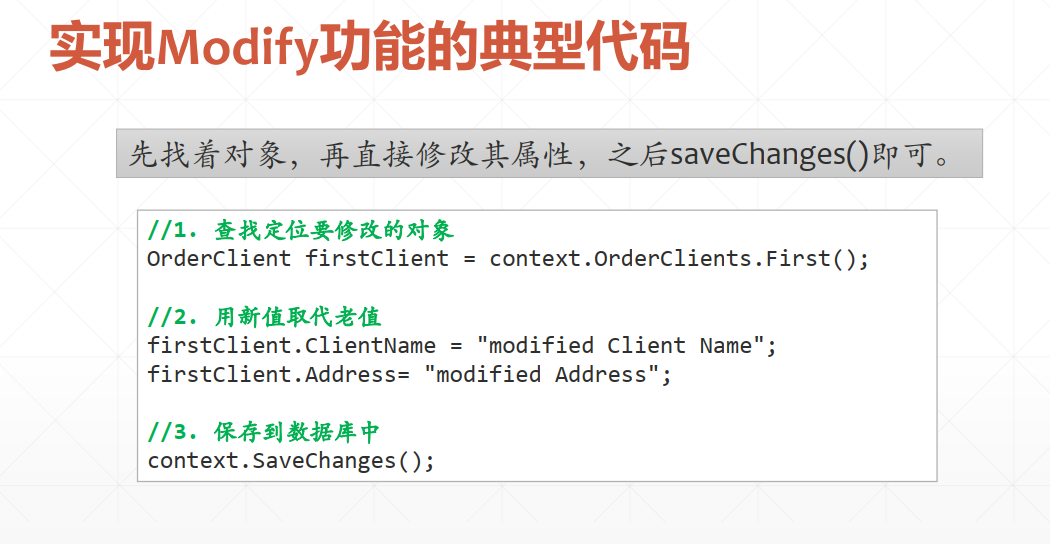 实现Modify功能的典型代码
先找着对象，再直接修改其属性，之后saveChanges()即可。
//1. 查找定位要修改的对象
OrderClient firstClient = context.OrderClients.First();
//2. 用新值取代老值
firstClient.ClientName = "modified Client Name";
firstClient.Address= "modified Address";
//3. 保存到数据库中
context.SaveChanges();